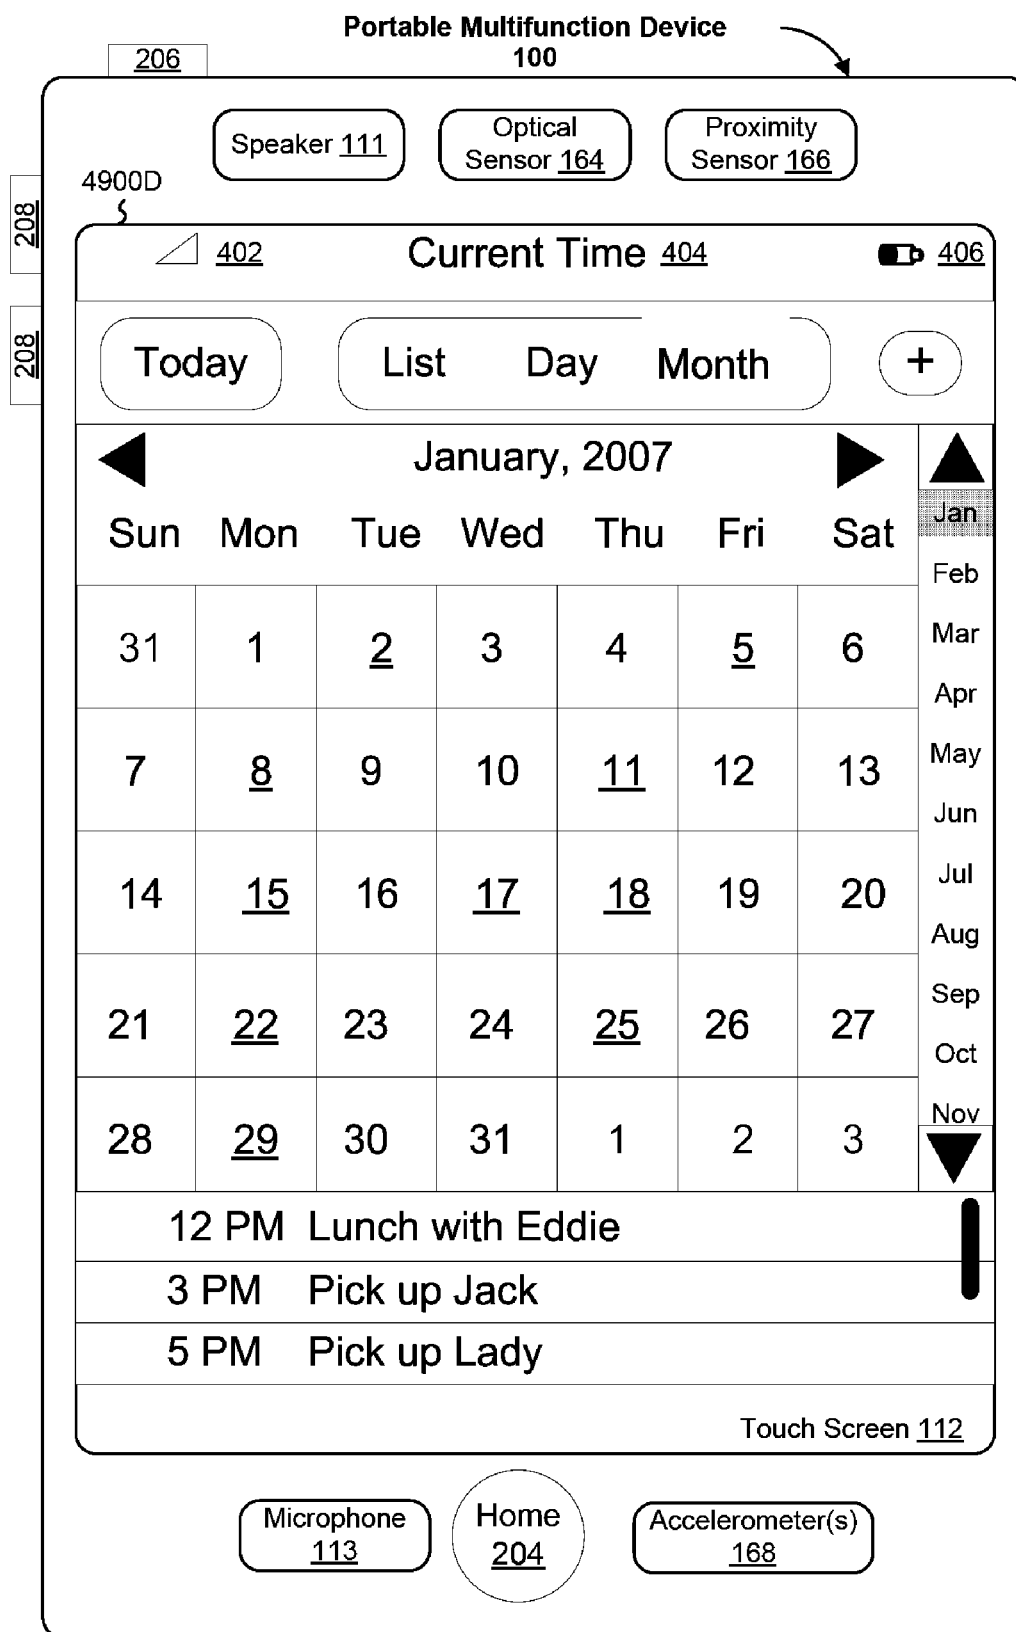 Portable Multifunction Device
100
206
Speaker 111
Optical
Sensor 164
Proximity
Sensor 166
4900D
208
208
402
Current Time 404
406
Today
List Day Month
+
January, 2007
Sun Mon Tue Wed Thu Fri Sat
31 1 2 3 4 5 6
7 8 9 10 11 12 13
14 15 16 17 18 19 20
21 22 23 24 25 26 27
28 29 30 31 1 2 3
Jan
Feb
Mar
Apr
May
Jun
Jul
Aug
Sep
Oct
Nov
12 PM Lunch with Eddie
3 PM Pick up Jack
5 PM Pick up Lady
Touch Screen 112
Microphone
113
Home
204
Accelerometer(s)
168